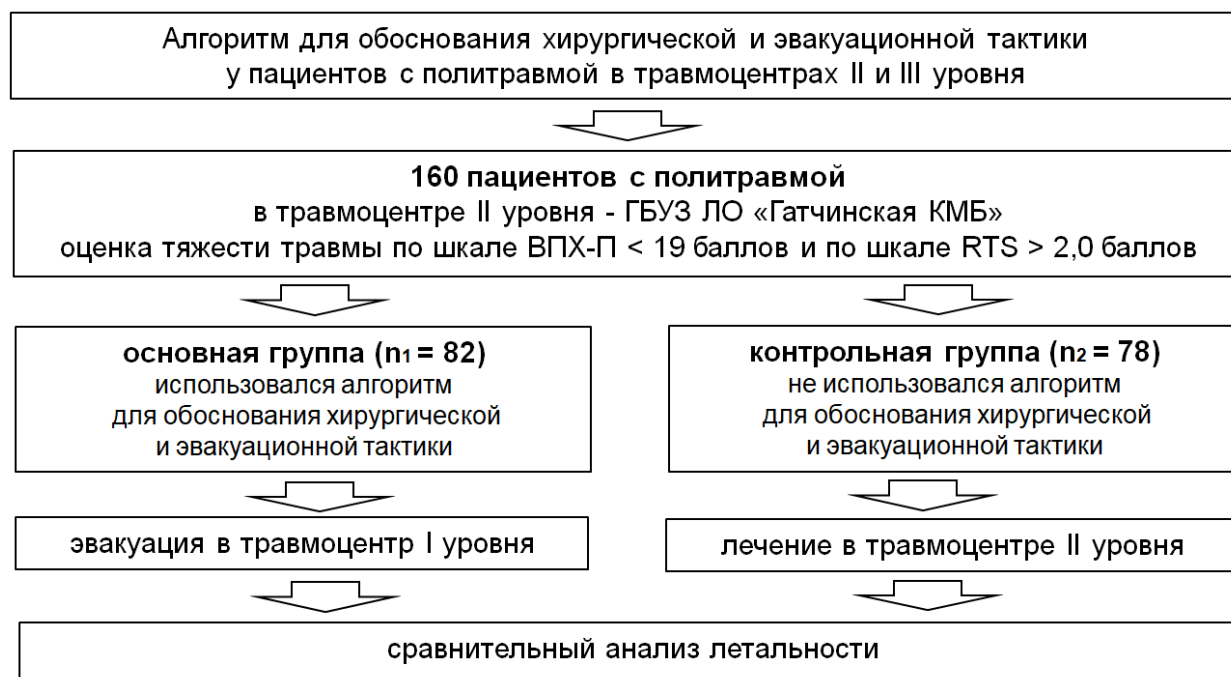 Алгоритм для обоснования хирургической и эвакуационной тактики
у пациентов с политравмой в травмоцентрах II и III уровня
160 пациентов с политравмой
в травмоцентре II уровня - ГБУЗ ЛО «Гатчинская КМБ»
оценка тяжести травмы по шкале ВПХ-П < 19 баллов и по шкале RTS > 2,0 баллов
основная группа (n₁ = 82)
использовался алгоритм
для обоснования хирургической
и эвакуационной тактики
контрольная группа (n₂ = 78)
не использовался алгоритм
для обоснования хирургической
и эвакуационной тактики
эвакуация в травмоцентр I уровня
лечение в травмоцентре II уровня
сравнительный анализ летальности